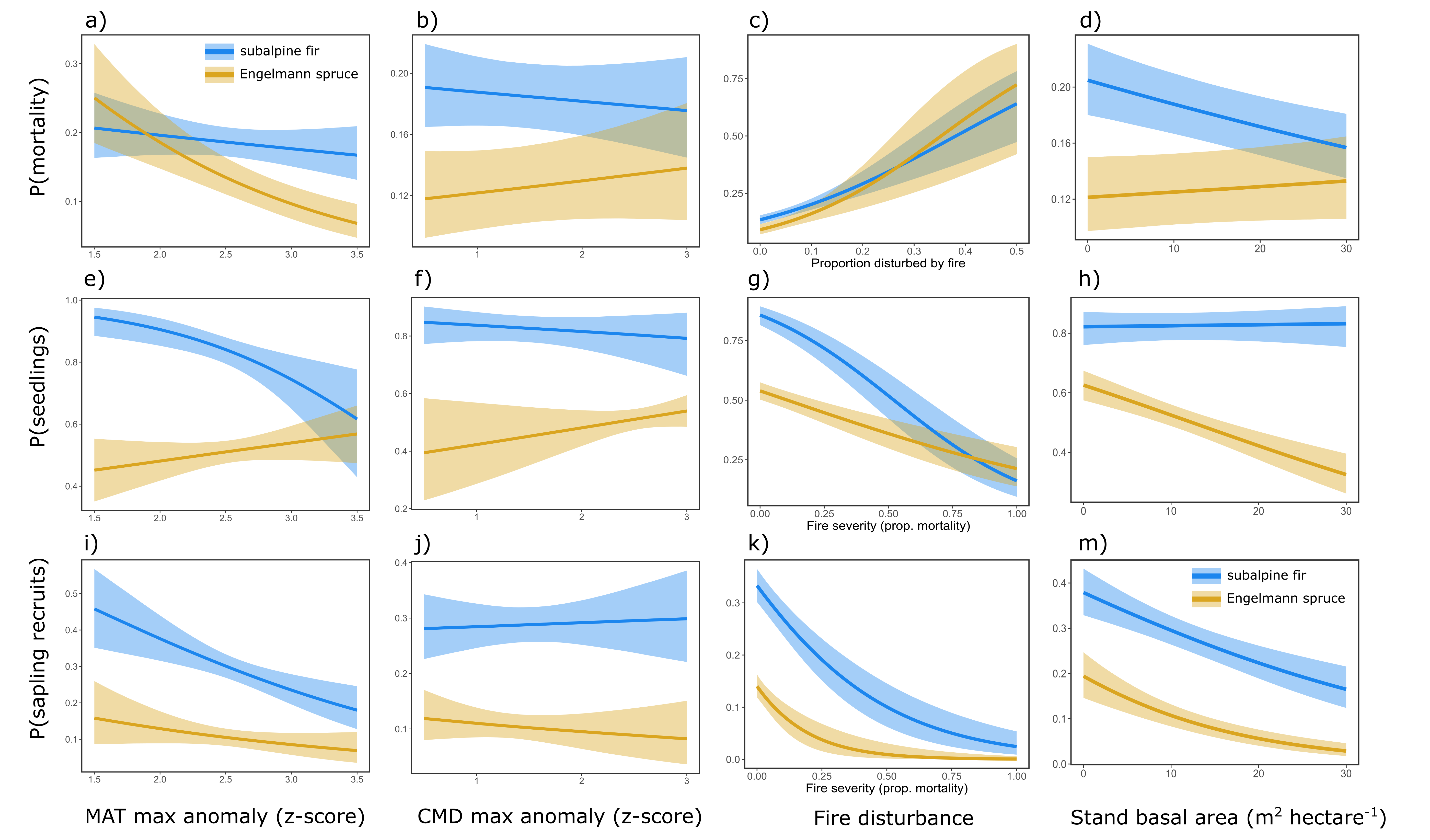 a)
b)
c)
d)
P(mortality)
subalpine fir
Engelmann spruce
0.3
0.2
0.1
1.5 2.0 2.5 3.0 3.5
0.20
0.16
0.12
1 2 3
0.75
0.50
0.25
0.0 0.1 0.2 0.3 0.4 0.5
Proportion disturbed by fire
0.20
0.16
0.12
0 10 20 30
e)
f)
g)
h)
P(seedlings)
1.0
0.8
0.6
0.4
1.5 2.0 2.5 3.0 3.5
0.8
0.6
0.4
0.2
1 2 3
0.75
0.50
0.25
0.00 0.25 0.50 0.75 1.00
Fire severity (prop. mortality)
0.8
0.6
0.4
0 10 20 30
i)
j)
k)
m)
P(sapling recruits)
0.5
0.4
0.3
0.2
0.1
1.5 2.0 2.5 3.0 3.5
0.4
0.3
0.2
0.1
0.0
1 2 3
0.3
0.2
0.1
0.0
0.00 0.25 0.50 0.75 1.00
Fire severity (prop. mortality)
subalpine fir
Engelmann spruce
0.4
0.3
0.2
0.1
0.0
0 10 20 30
MAT max anomaly (z-score)
CMD max anomaly (z-score)
Fire disturbance
Stand basal area (m² hectare⁻¹)